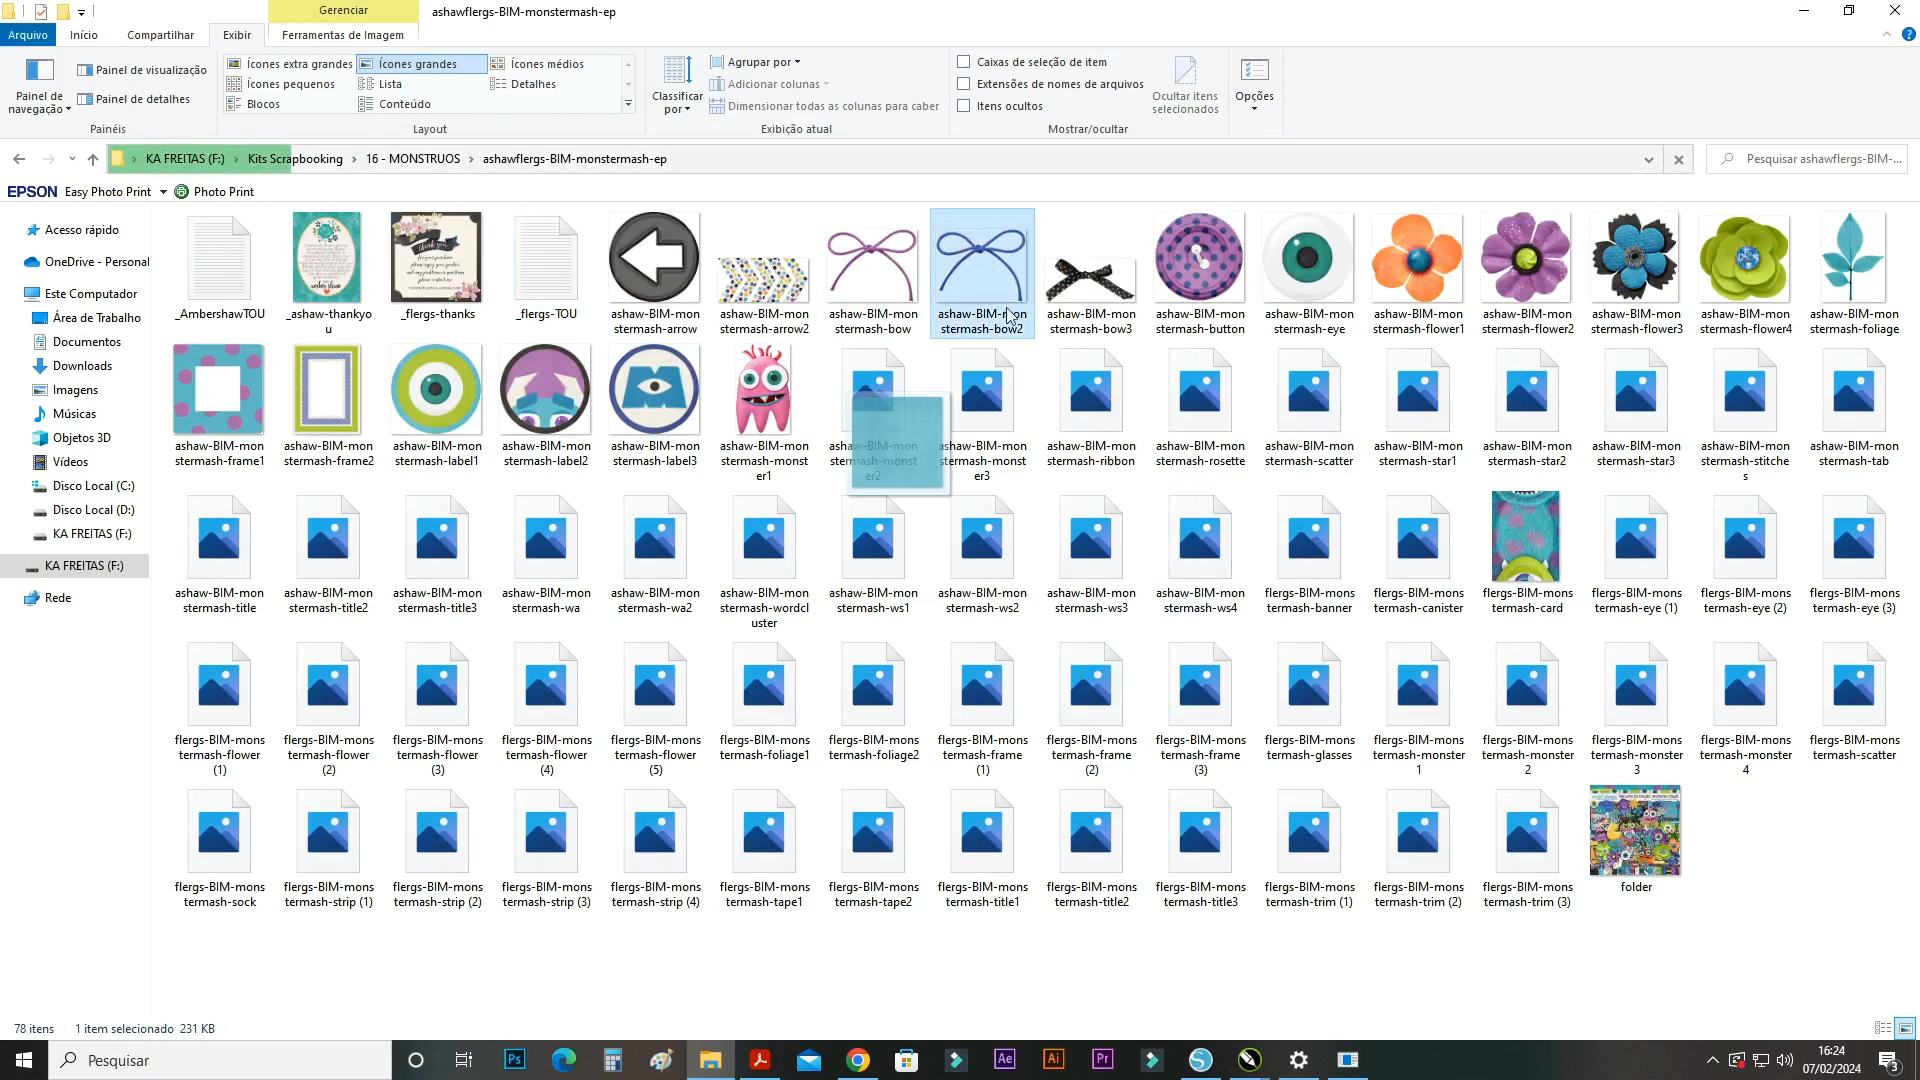 Gerenciar
ashawflergs-BIM-monstermash-ep
Arquivo
Início
Compartilhar
Exibir
Ferramentas de Imagem
Painel de navegação
Painel de visualização
Painel de detalhes
Painéis
Ícones extra grandes
Ícones grandes
Ícones médios
Ícones pequenos
Lista
Detalhes
Blocos
Conteúdo
Layout
Classificar por
Agrupar por
Adicionar colunas
Dimensionar todas as colunas para caber
Exibição atual
Caixas de seleção de item
Extensões de nomes de arquivos
Itens ocultos
Ocultar itens selecionados
Mostrar/ocultar
Opções
KA FREITAS (F:)
Kits Scrapbooking
16 - MONSTRUOS
ashawflergs-BIM-monstermash-ep
Pesquisar ashawflergs-BIM-...
EPSON
Easy Photo Print
Photo Print
Acesso rápido
OneDrive - Personal
Este Computador
Área de Trabalho
Documentos
Downloads
Imagens
Músicas
Objetos 3D
Vídeos
Disco Local (C:)
Disco Local (D:)
KA FREITAS (F:)
KA FREITAS (F:)
Rede
_AmbershawTOU
_ashaw-thankyou
_flergs-thanks
_flergs-TOU
ashaw-BIM-monstermash-arrow
ashaw-BIM-monstermash-arrow2
ashaw-BIM-monstermash-bow
ashaw-BIM-monstermash-bow2
ashaw-BIM-monstermash-bow3
ashaw-BIM-monstermash-button
ashaw-BIM-monstermash-eye
ashaw-BIM-monstermash-flower1
ashaw-BIM-monstermash-flower2
ashaw-BIM-monstermash-flower3
ashaw-BIM-monstermash-flower4
ashaw-BIM-monstermash-foliage
ashaw-BIM-monstermash-frame1
ashaw-BIM-monstermash-frame2
ashaw-BIM-monstermash-label1
ashaw-BIM-monstermash-label2
ashaw-BIM-monstermash-label3
ashaw-BIM-monstermash-monster1
ashaw-BIM-monstermash-monster2
ashaw-BIM-monstermash-monster3
ashaw-BIM-monstermash-ribbon
ashaw-BIM-monstermash-rosette
ashaw-BIM-monstermash-scatter
ashaw-BIM-monstermash-star1
ashaw-BIM-monstermash-star2
ashaw-BIM-monstermash-star3
ashaw-BIM-monstermash-stitches
ashaw-BIM-monstermash-tab
ashaw-BIM-monstermash-title
ashaw-BIM-monstermash-title2
ashaw-BIM-monstermash-title3
ashaw-BIM-monstermash-wa
ashaw-BIM-monstermash-wa2
ashaw-BIM-monstermash-wordcluster
ashaw-BIM-monstermash-ws1
ashaw-BIM-monstermash-ws2
ashaw-BIM-monstermash-ws3
ashaw-BIM-monstermash-ws4
flergs-BIM-monstermash-banner
flergs-BIM-monstermash-canister
flergs-BIM-monstermash-card
flergs-BIM-monstermash-eye (1)
flergs-BIM-monstermash-eye (2)
flergs-BIM-monstermash-eye (3)
flergs-BIM-monstermash-flower (1)
flergs-BIM-monstermash-flower (2)
flergs-BIM-monstermash-flower (3)
flergs-BIM-monstermash-flower (4)
flergs-BIM-monstermash-flower (5)
flergs-BIM-monstermash-foliage1
flergs-BIM-monstermash-foliage2
flergs-BIM-monstermash-frame (1)
flergs-BIM-monstermash-frame (2)
flergs-BIM-monstermash-frame (3)
flergs-BIM-monstermash-glasses
flergs-BIM-monstermash-monster1
flergs-BIM-monstermash-monster2
flergs-BIM-monstermash-monster3
flergs-BIM-monstermash-monster4
flergs-BIM-monstermash-scatter
flergs-BIM-monstermash-sock
flergs-BIM-monstermash-strip (1)
flergs-BIM-monstermash-strip (2)
flergs-BIM-monstermash-strip (3)
flergs-BIM-monstermash-strip (4)
flergs-BIM-monstermash-tape1
flergs-BIM-monstermash-tape2
flergs-BIM-monstermash-title1
flergs-BIM-monstermash-title2
flergs-BIM-monstermash-title3
flergs-BIM-monstermash-trim (1)
flergs-BIM-monstermash-trim (2)
flergs-BIM-monstermash-trim (3)
folder
78 itens
1 item selecionado 231 KB
Pesquisar
Ps
Ae
Ai
Pr
16:24
07/02/2024
3